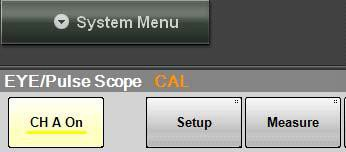 System Menu
EYE/Pulse Scope CAL
CH A On Setup Measure